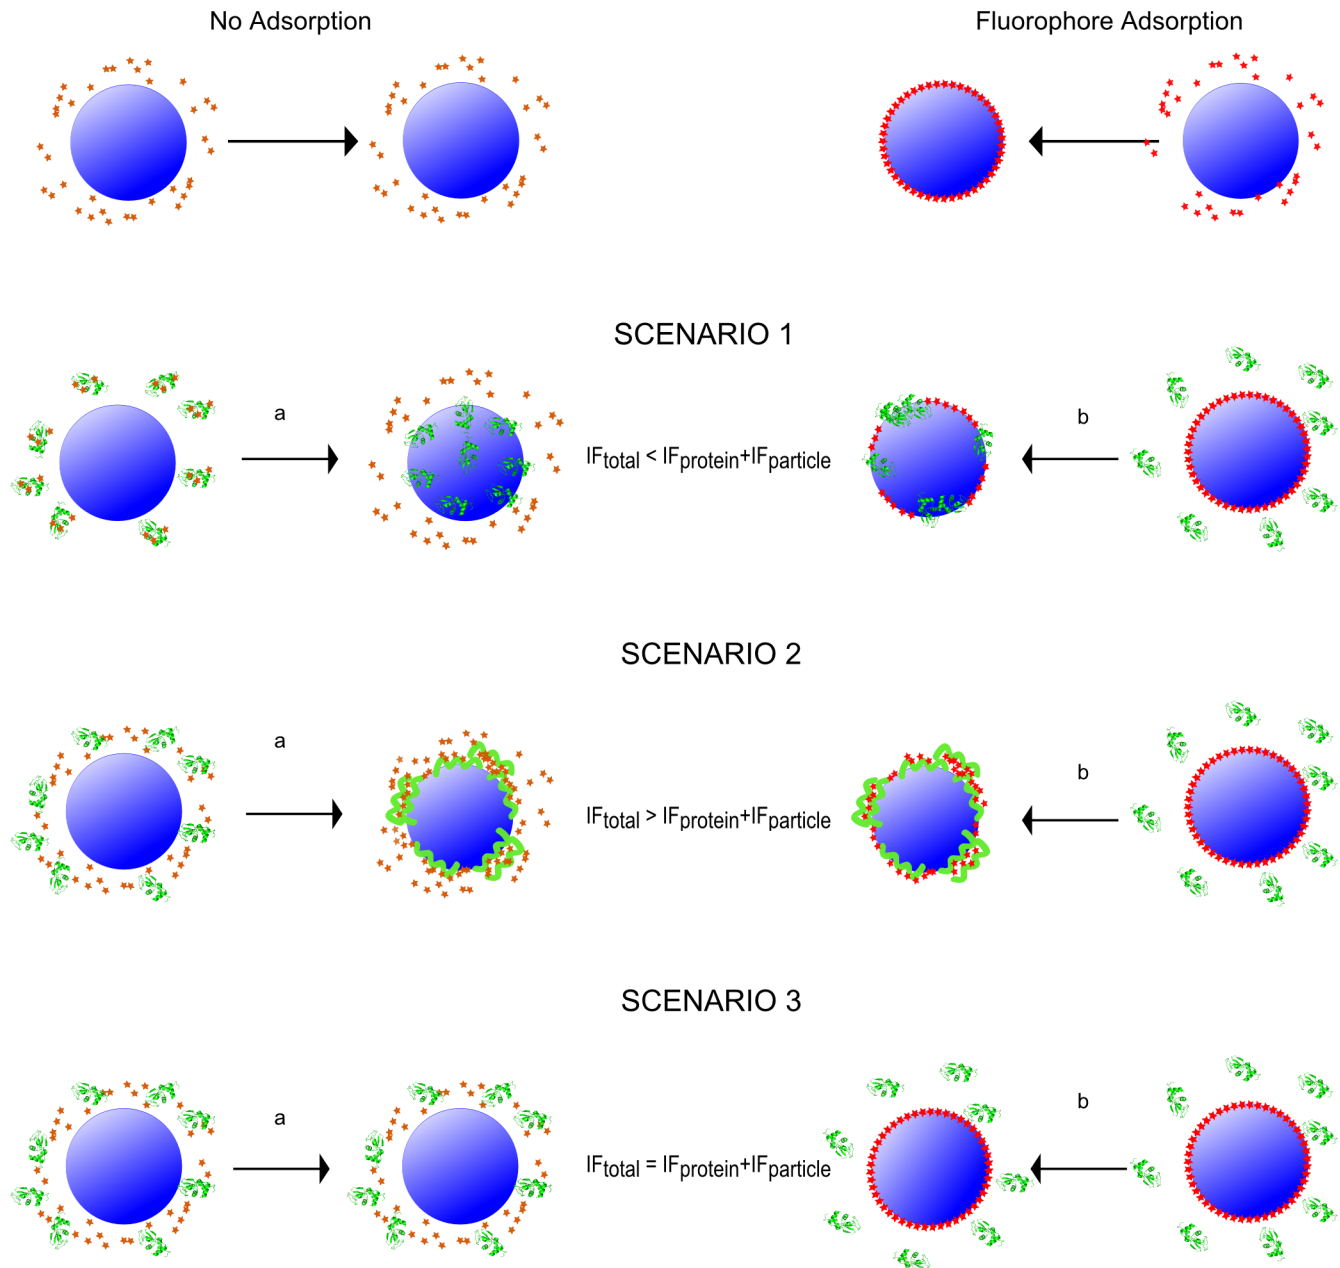 No Adsorption
Fluorophore Adsorption
SCENARIO 1
a
IFtotal < IFprotein+IFparticle
b
SCENARIO 2
a
IFtotal > IFprotein+IFparticle
b
SCENARIO 3
a
IFtotal = IFprotein+IFparticle
b